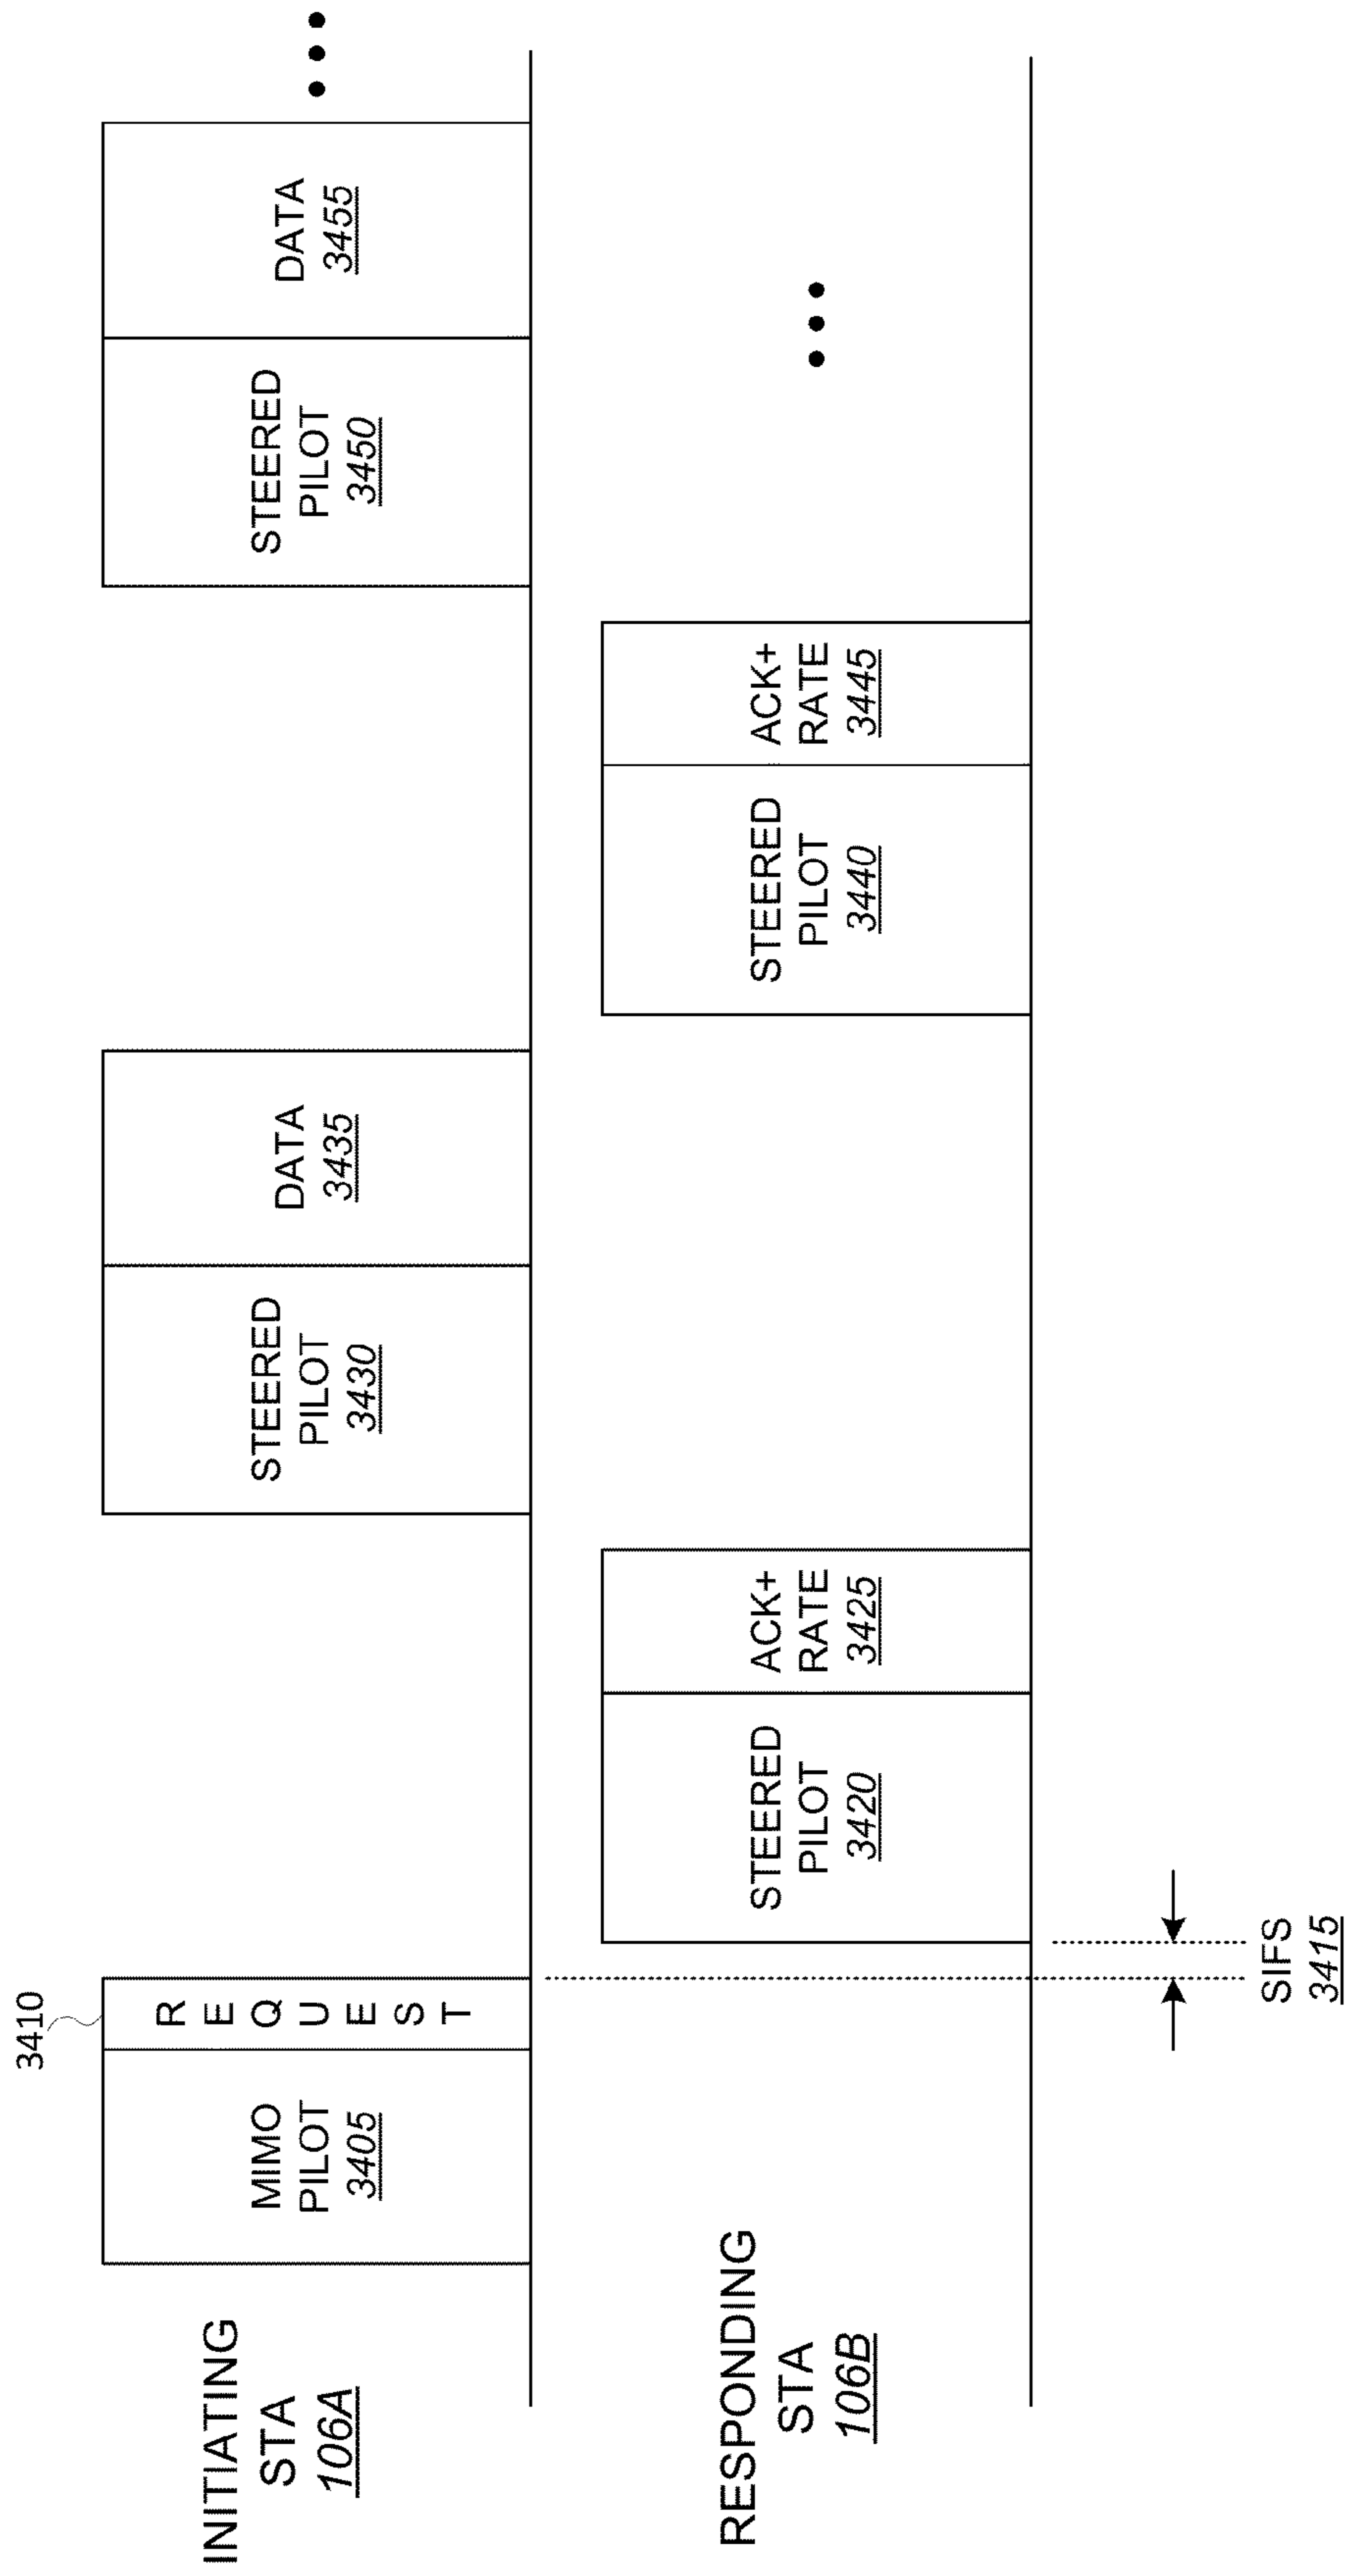 INITIATING
STA
106A
MIMO
PILOT
3405
3410
REQUEST
STEERED
PILOT
3430
DATA
3435
STEERED
PILOT
3450
DATA
3455
RESPONDING
STA
106B
STEERED
PILOT
3420
ACK+
RATE
3425
STEERED
PILOT
3440
ACK+
RATE
3445
SIFS
3415